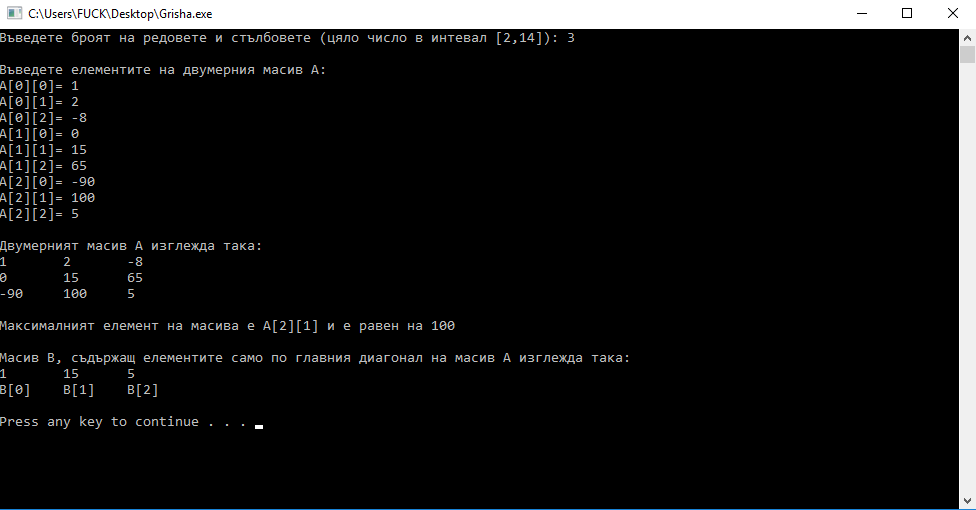 C:\Users\FUCK\Desktop\Grisha.exe
Въведете броят на редовете и стълбовете (цяло число в интевал [2,14]): 3
Въведете елементите на двумерния масив А:
A[0][0]= 1
A[0][1]= 2
A[0][2]= -8
A[1][0]= 0
A[1][1]= 15
A[1][2]= 65
A[2][0]= -90
A[2][1]= 100
A[2][2]= 5
Двумерният масив А изглежда така:
1 2 -8
0 15 65
-90 100 5
Максималният елемент на масива е A[2][1] и е равен на 100
Масив B, съдържащ елементите само по главния диагонал на масив А изглежда така:
1 15 5
B[0] B[1] B[2]
Press any key to continue . . .